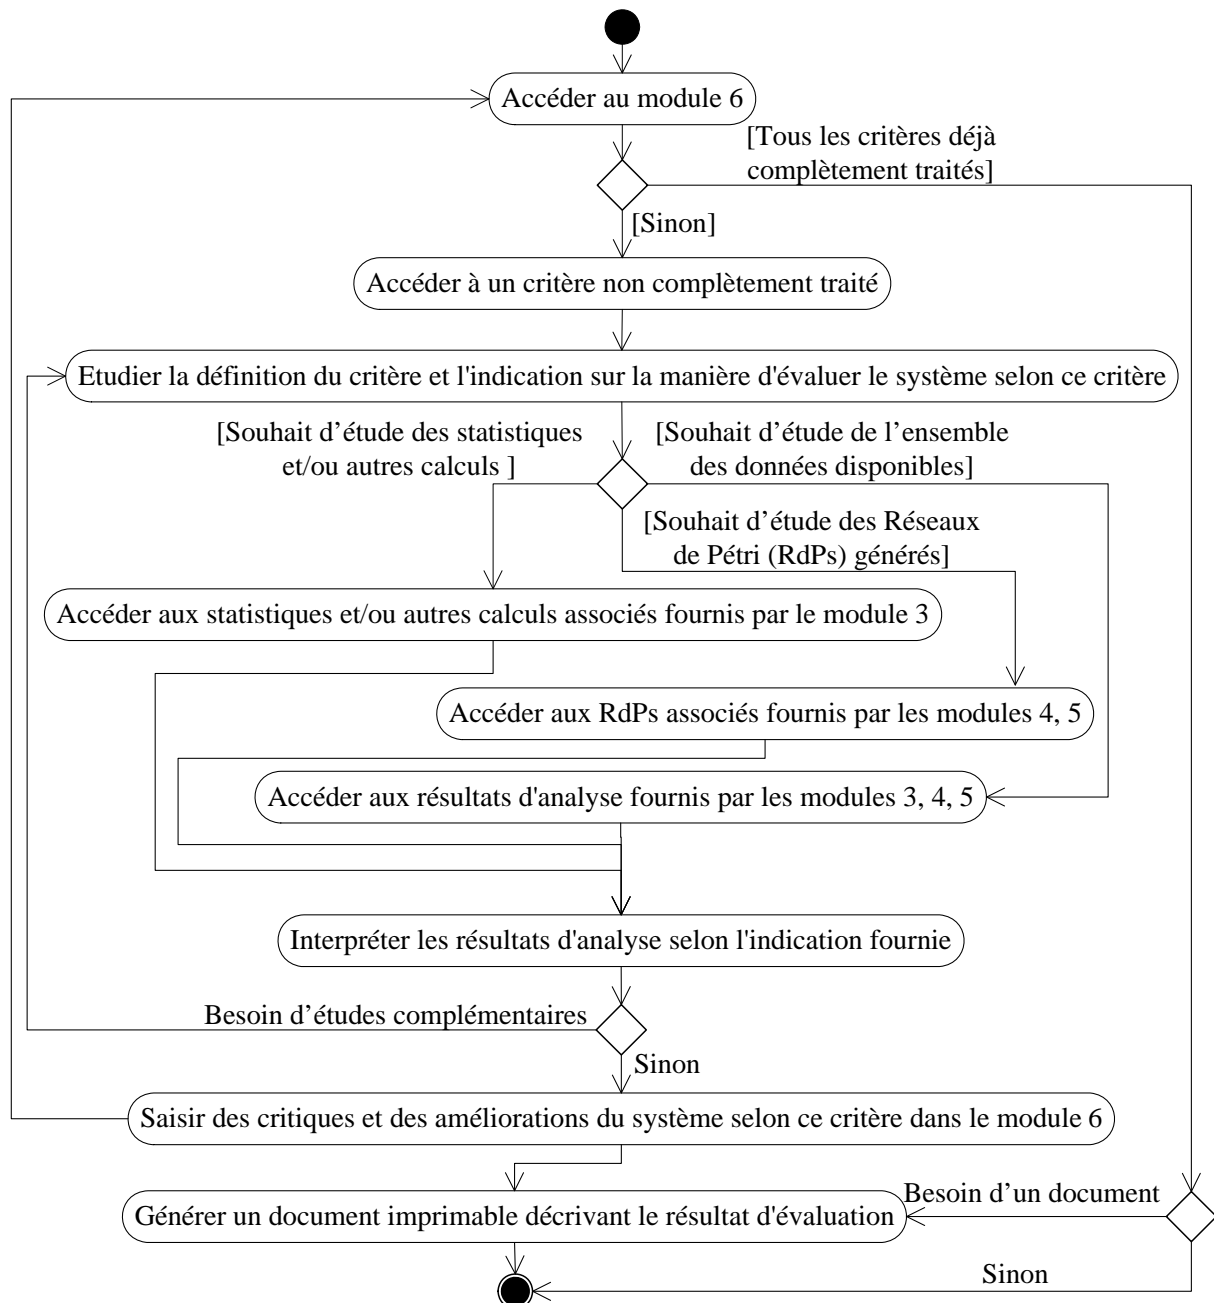 Accéder au module 6
[Tous les critères déjà
complètement traités]
[Sinon]
Accéder à un critère non complètement traité
Etudier la définition du critère et l'indication sur la manière d'évaluer le système selon ce critère
[Souhait d’étude des statistiques
et/ou autres calculs ]
[Souhait d’étude de l’ensemble
des données disponibles]
[Souhait d’étude des Réseaux
de Pétri (RdPs) générés]
Accéder aux statistiques et/ou autres calculs associés fournis par le module 3
Accéder aux RdPs associés fournis par les modules 4, 5
Accéder aux résultats d'analyse fournis par les modules 3, 4, 5
Interpréter les résultats d'analyse selon l'indication fournie
Besoin d’études complémentaires
Sinon
Saisir des critiques et des améliorations du système selon ce critère dans le module 6
Besoin d’un document
Générer un document imprimable décrivant le résultat d'évaluation
Sinon